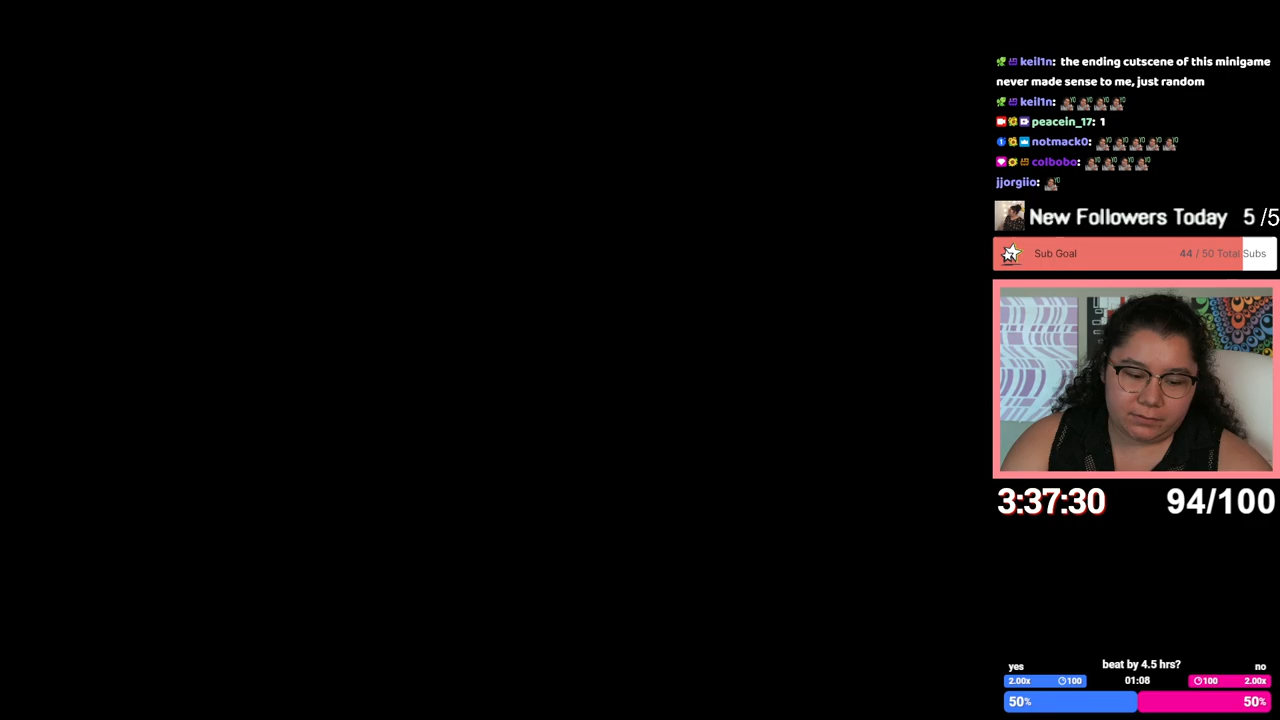 keil1n: the ending cutscene of this minigame
never made sense to me, just random
keil1n:
peacein_17: 1
notmack0:
colbobo:
jjorgiio:
New Followers Today 5 /5
Sub Goal 44 / 50 Total Subs
3:37:30 94/100
yes beat by 4.5 hrs? no
2.00x 100 01:08 100 2.00x
50% 50%